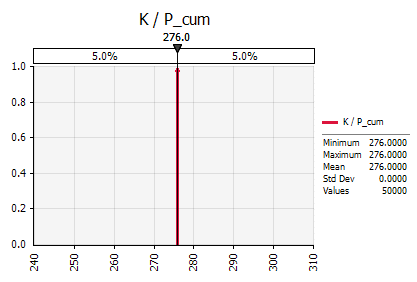 K / P_cum
276.0
5.0% 5.0%
1.0
0.8
0.6
0.4
0.2
0.0
240 250 260 270 280 290 300 310
K / P_cum
Minimum 276.0000
Maximum 276.0000
Mean 276.0000
Std Dev 0.0000
Values 50000